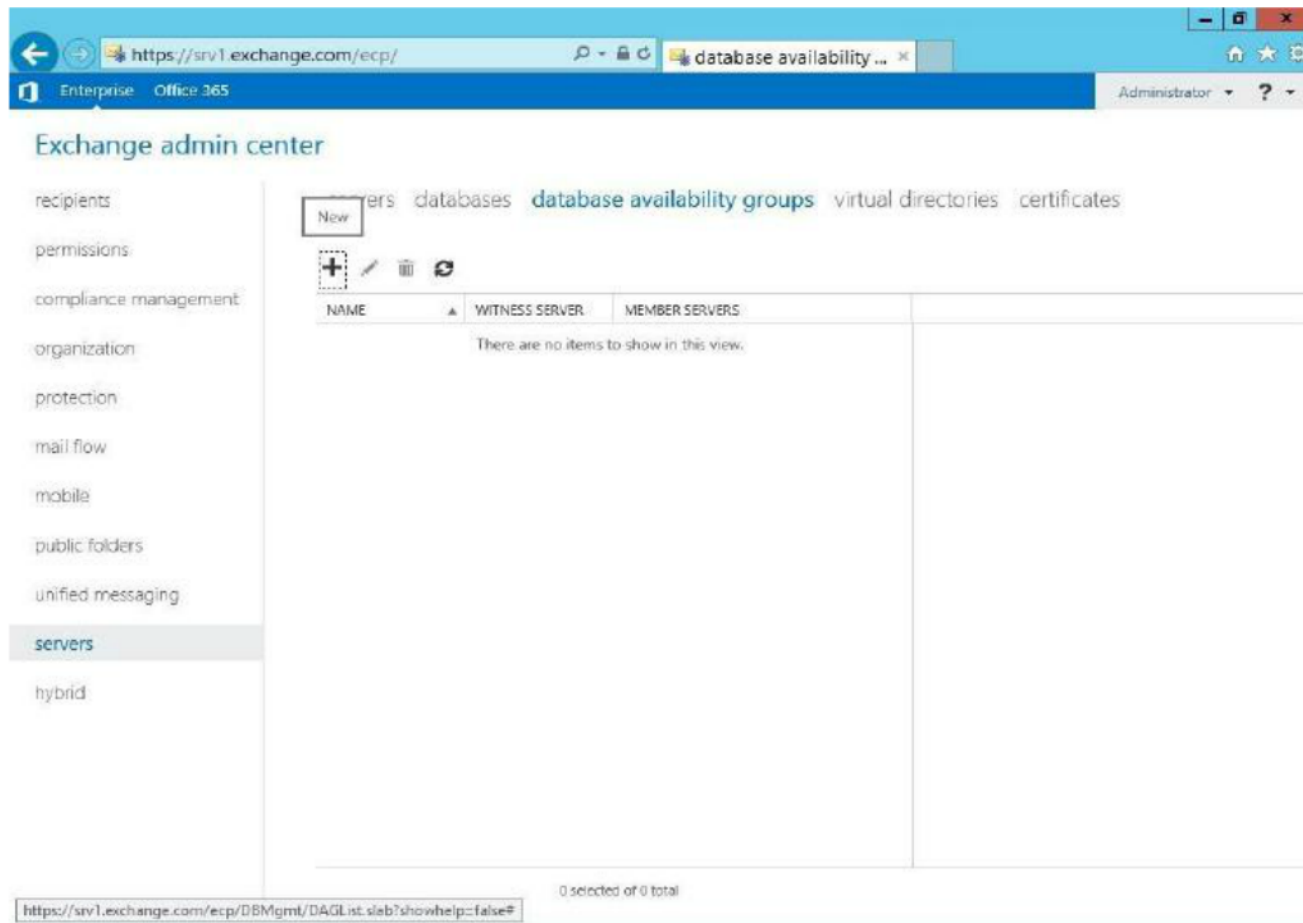 https://srv1.exchange.com/ecp/
database availability ...
Enterprise Office 365
Administrator ?
Exchange admin center
recipients
permissions
compliance management
organization
protection
mail flow
mobile
public folders
unified messaging
servers
hybrid
databases database availability groups virtual directories certificates
New
NAME WITNESS SERVER MEMBER SERVERS
There are no items to show in this view.
0 selected of 0 total
https://srv1.exchange.com/ecp/DBMgmt/DAGList.slab?showhelp=false#